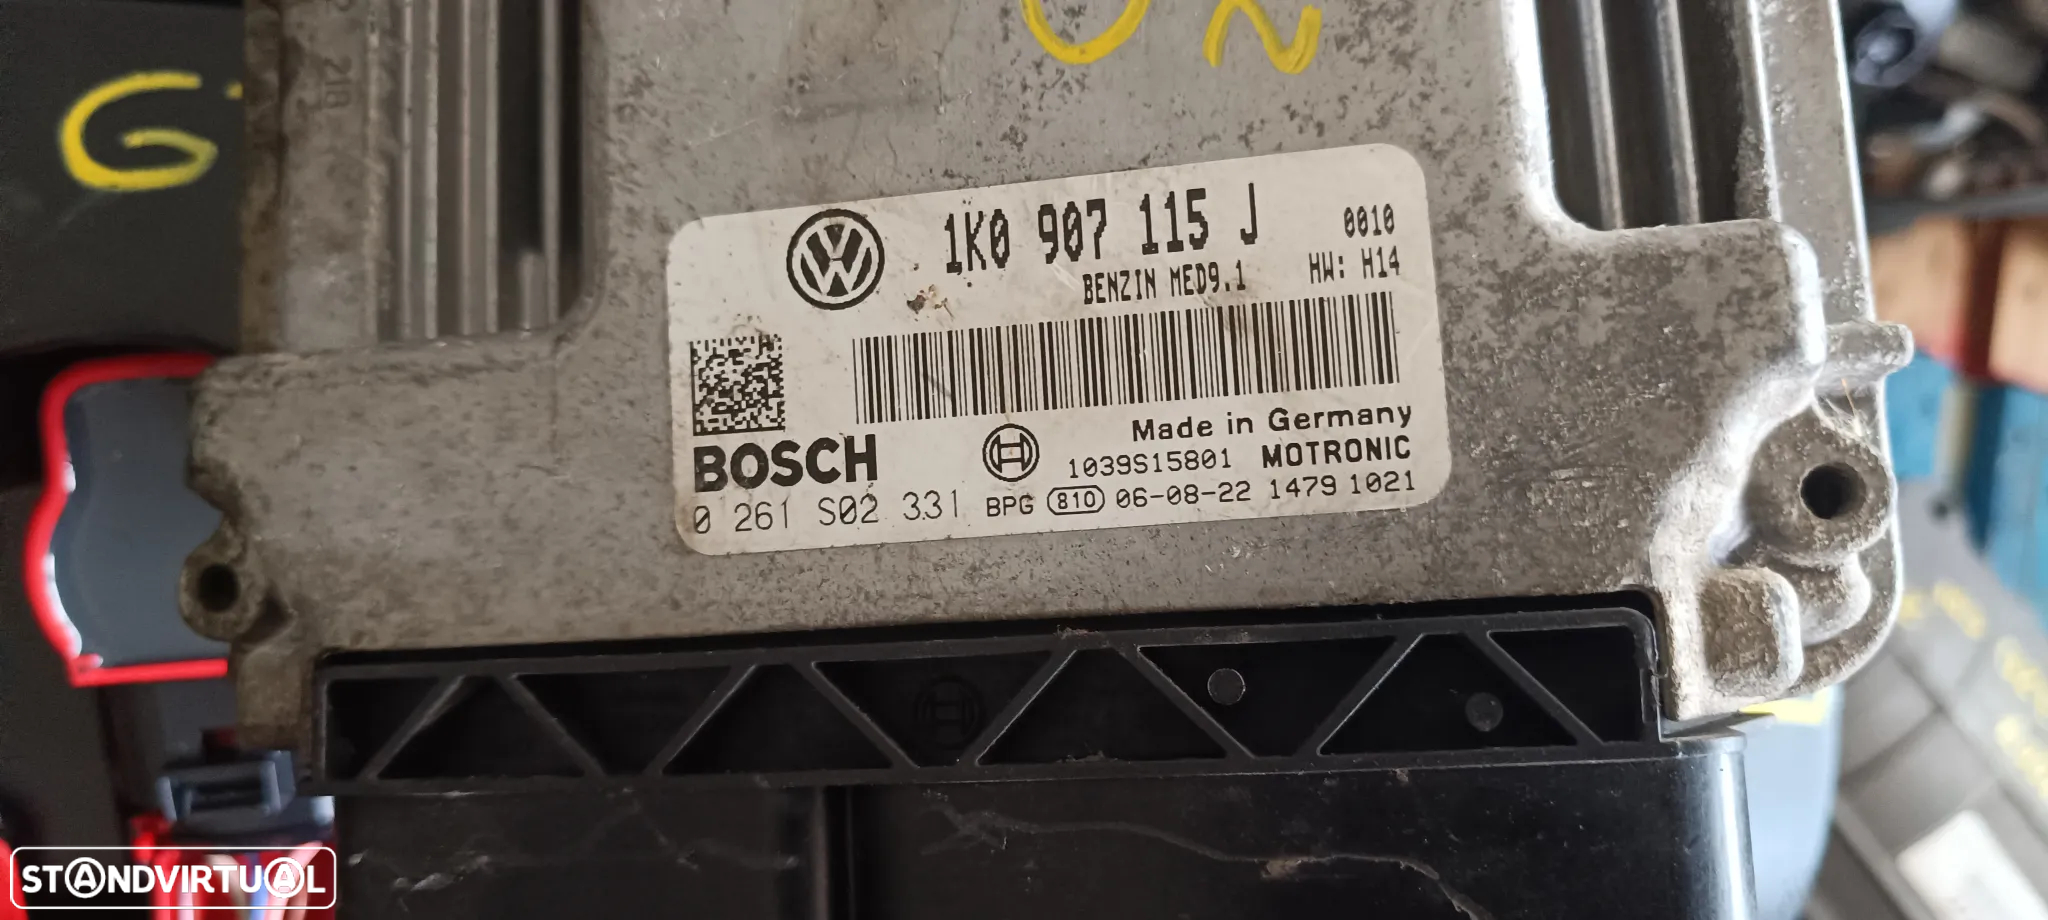 1K0 907 115 J
0010
BENZIN MED9.1
HW: H14
Made in Germany
BOSCH
1039S15801 MOTRONIC
0 261 S02 331 BPG 810 06-08-22 1479 1021
STANDVIRTUAL